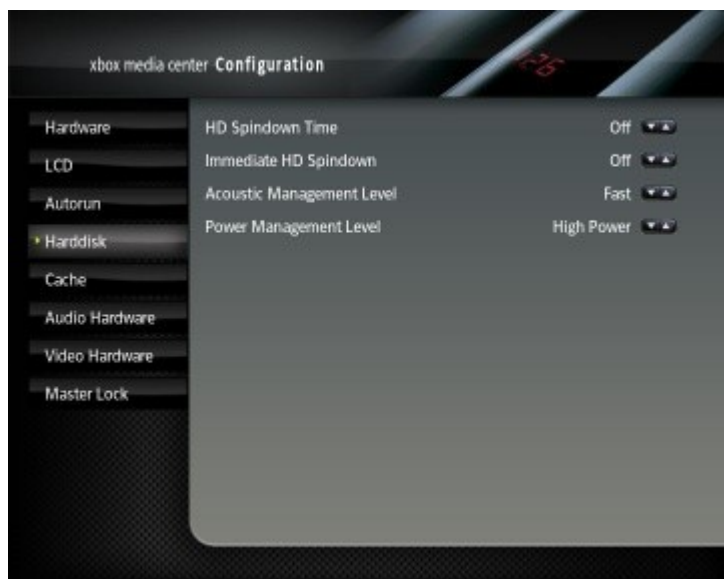 xbox media center Configuration
Hardware
LCD
Autorun
Harddisk
Cache
Audio Hardware
Video Hardware
Master Lock
HD Spindown Time Off
Immediate HD Spindown Off
Acoustic Management Level Fast
Power Management Level High Power